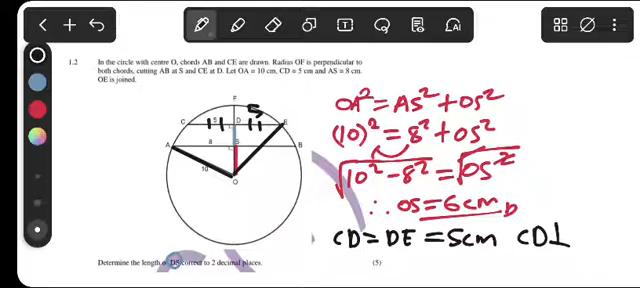 1.2 In the circle with centre O, chords AB and CE are drawn. Radius OF is perpendicular to
both chords, cutting AB at S and CE at D. Let OA = 10 cm, CD = 5 cm and AS = 8 cm.
OE is joined.
F
5
C 5 D E
A 8 S B
10
O
OA² = AS² + OS²
(10)² = 8² + OS²
√10² - 8² = √OS²
∴ OS = 6cm
CD = DE = 5cm CD⊥
Determine the length of DS correct to 2 decimal places. (5)